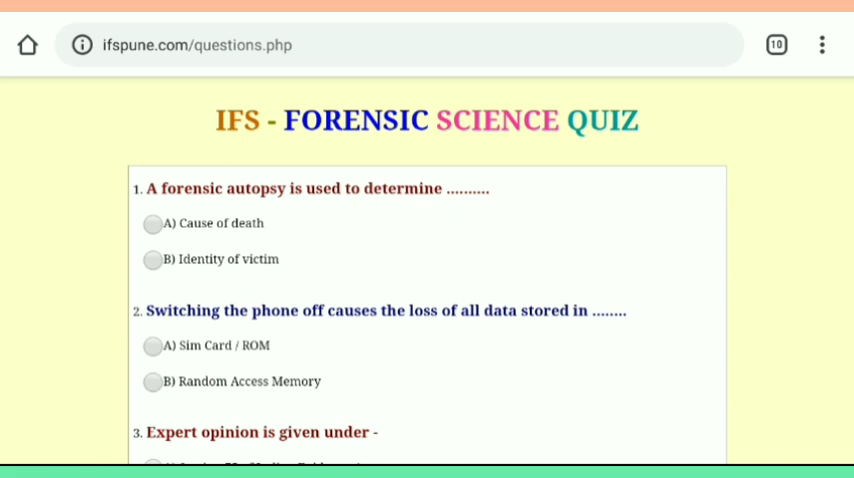 ifspune.com/questions.php
10
IFS - FORENSIC SCIENCE QUIZ
1. A forensic autopsy is used to determine ..........
A) Cause of death
B) Identity of victim
2. Switching the phone off causes the loss of all data stored in ........
A) Sim Card / ROM
B) Random Access Memory
3. Expert opinion is given under -